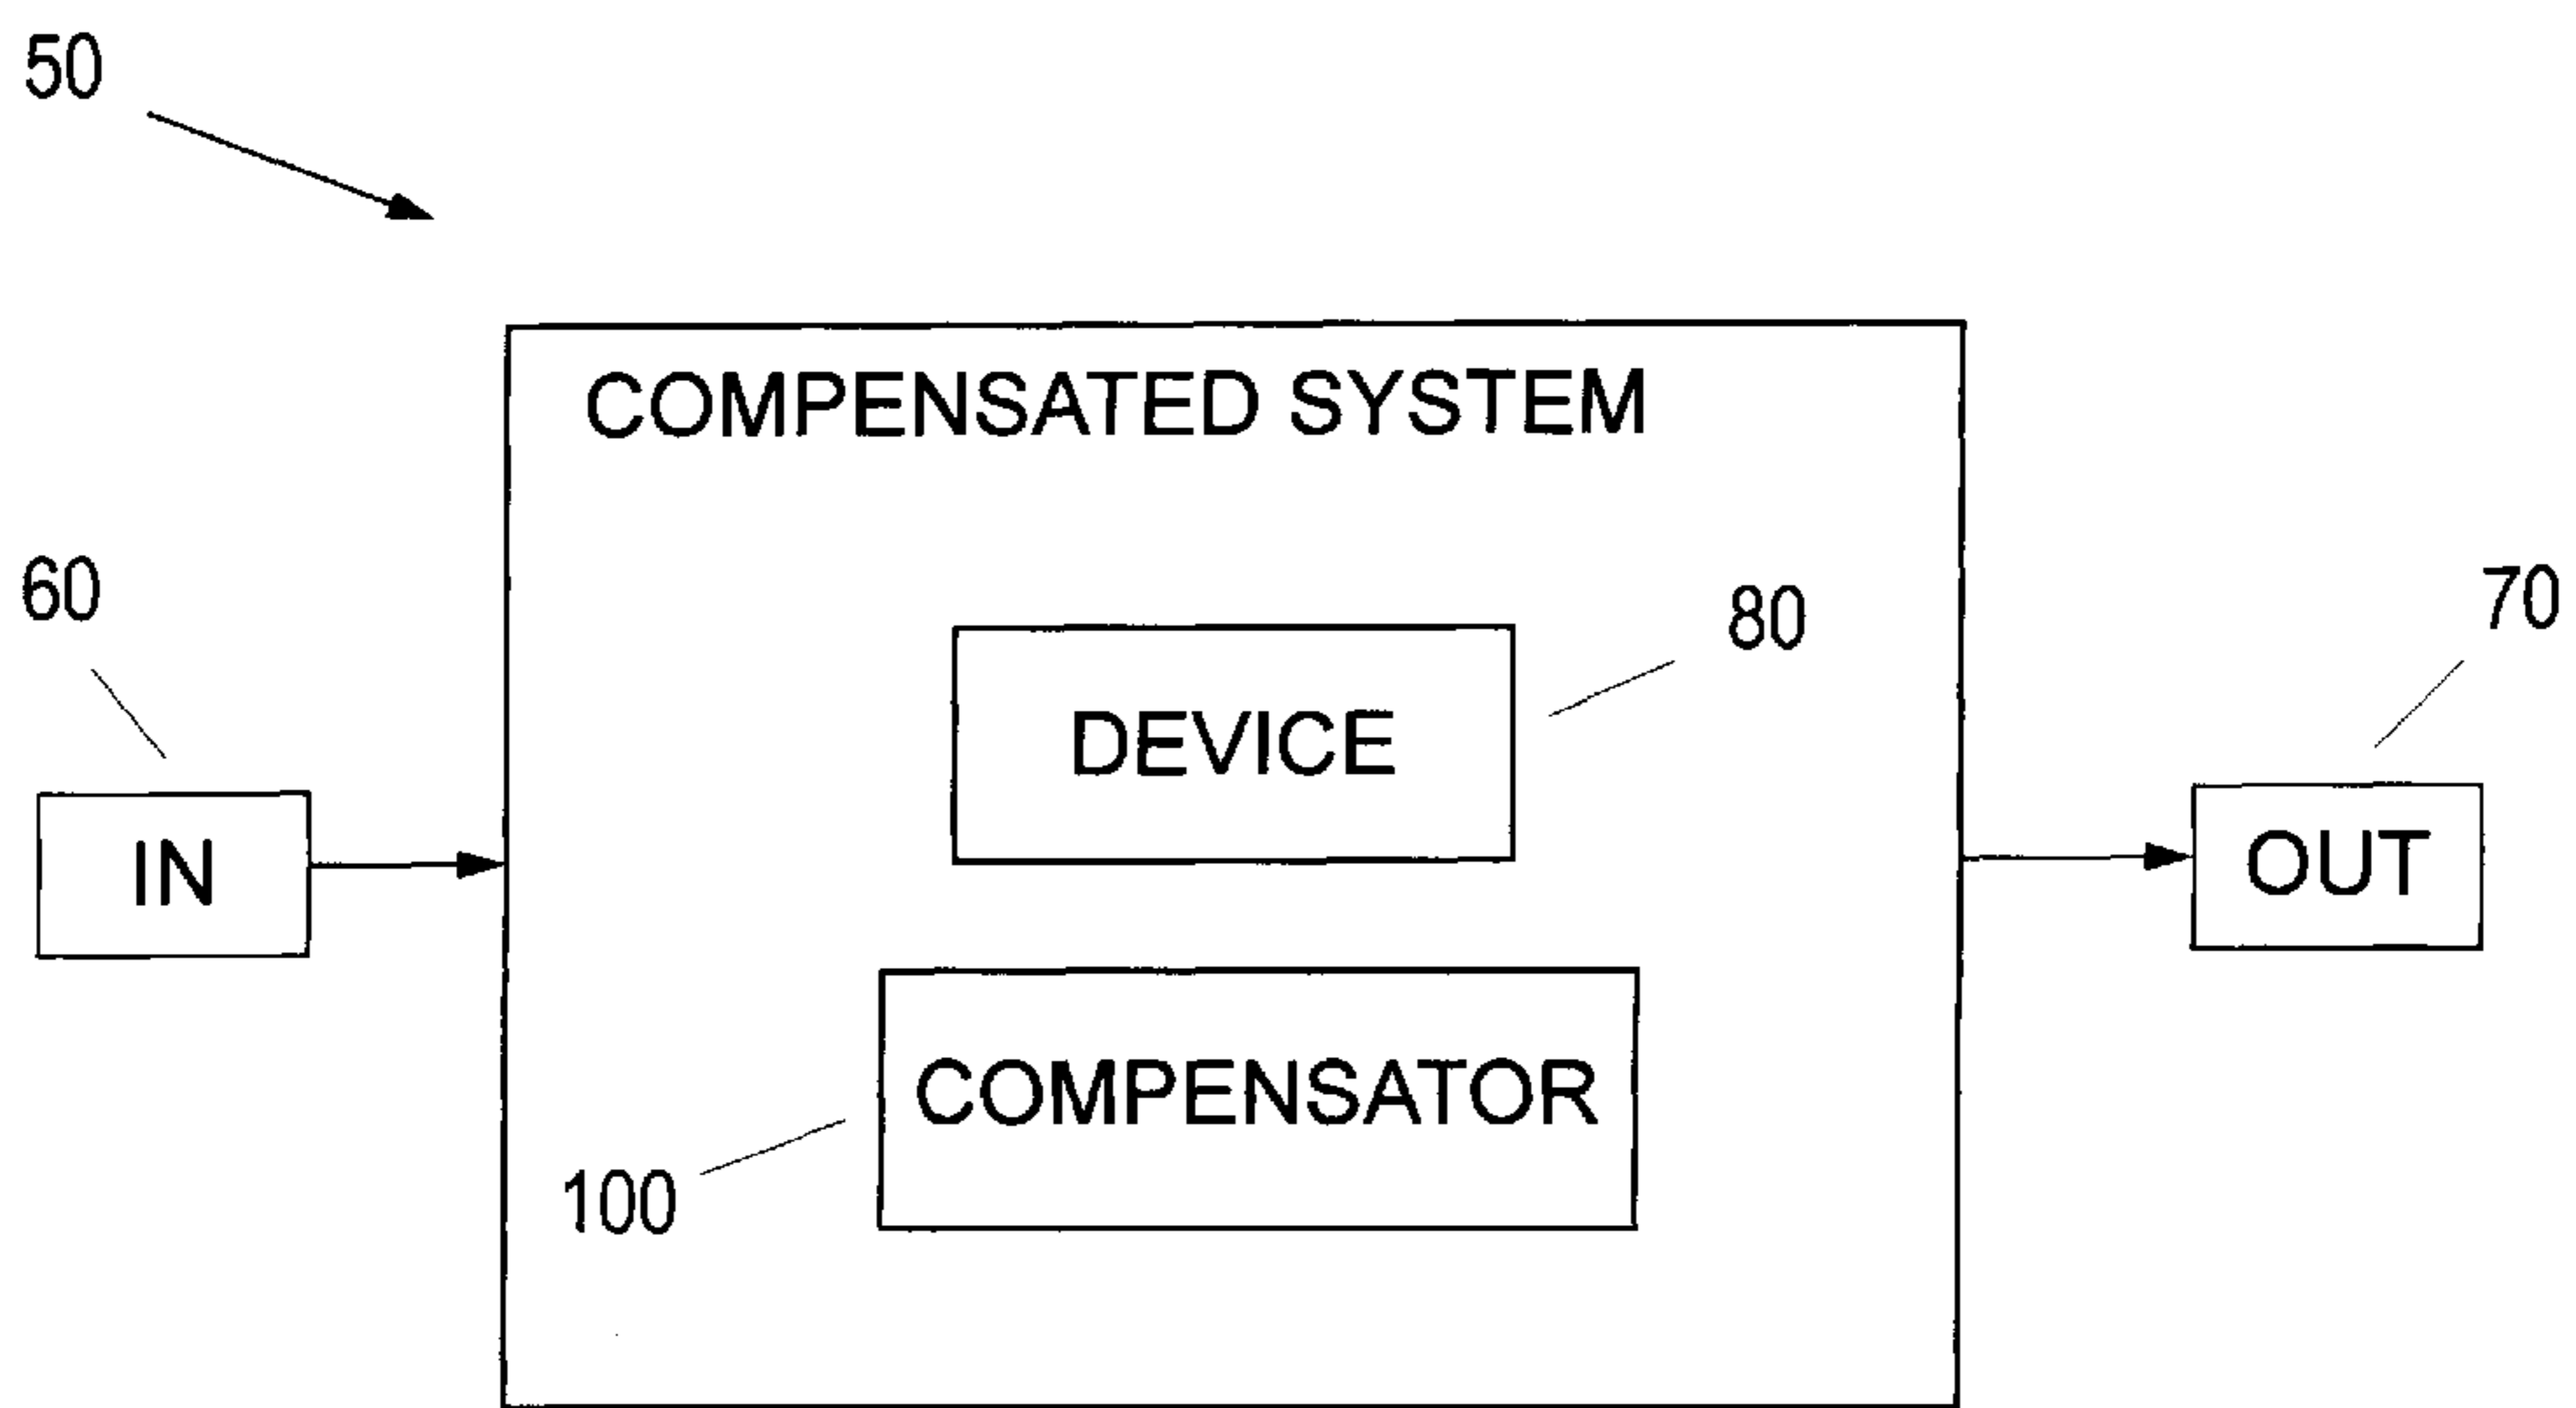 50
COMPENSATED SYSTEM
60
80
70
DEVICE
IN
OUT
COMPENSATOR
100